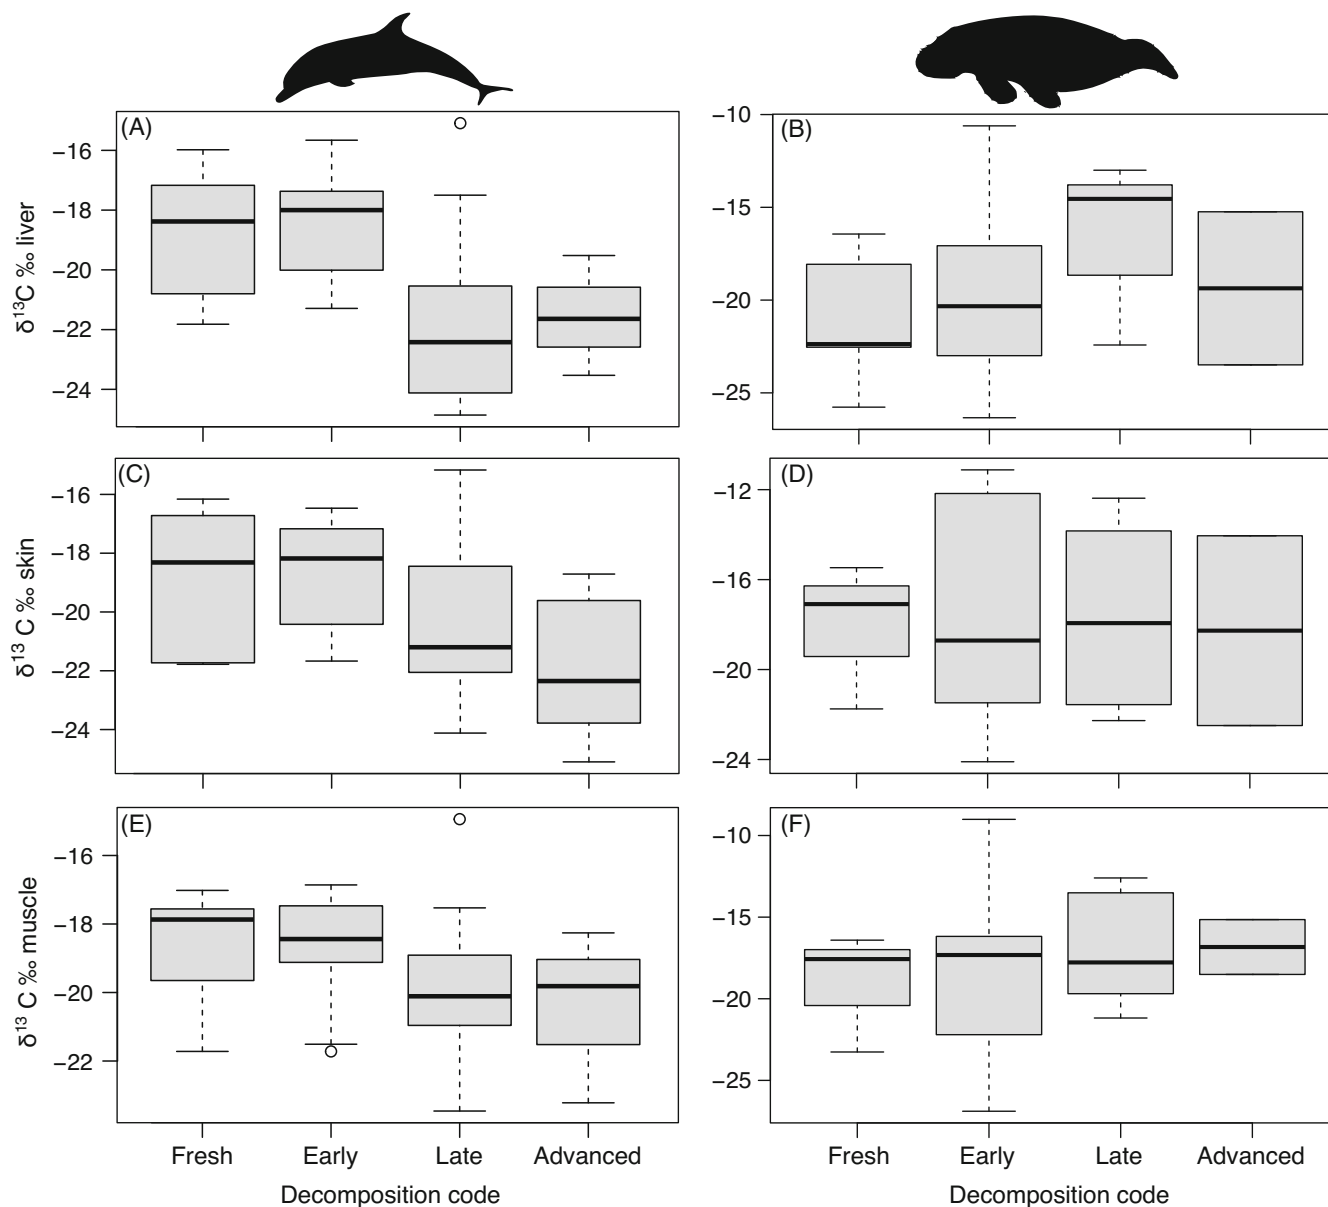 (A)
−16
−18
−20
−22
−24
δ¹³C ‰ liver
(B)
−10
−15
−20
−25
(C)
−16
−18
−20
−22
−24
δ¹³ C ‰ skin
(D)
−12
−16
−20
−24
(E)
−16
−18
−20
−22
δ¹³ C ‰ muscle
Fresh Early Late Advanced
Decomposition code
(F)
−10
−15
−20
−25
Fresh Early Late Advanced
Decomposition code